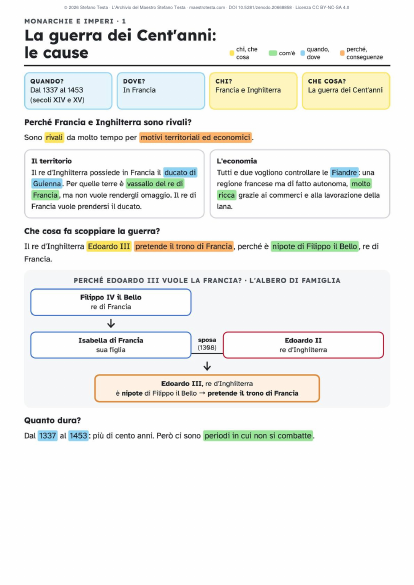 © 2026 Stefano Testa · L'Archivio del Maestro Stefano Testa · maestrotesta.com · DOI 10.5281/zenodo.20698698 · Licenza CC BY-NC-SA 4.0
MONARCHIE E IMPERI · 1
La guerra dei Cent'anni:
le cause
chi, che cosa
com'è
quando, dove
perché, conseguenze
QUANDO?
Dal 1337 al 1453
(secoli XIV e XV)
DOVE?
In Francia
CHI?
Francia e Inghilterra
CHE COSA?
La guerra dei Cent'anni
Perché Francia e Inghilterra sono rivali?
Sono rivali da molto tempo per motivi territoriali ed economici.
Il territorio
Il re d'Inghilterra possiede in Francia il ducato di
Guienna. Per quelle terre è vassallo del re di
Francia, ma non vuole rendergli omaggio. Il re di
Francia vuole prendersi il ducato.
L'economia
Tutti e due vogliono controllare le Fiandre: una
regione francese ma di fatto autonoma, molto
ricca grazie ai commerci e alla lavorazione della
lana.
Che cosa fa scoppiare la guerra?
Il re d'Inghilterra Edoardo III pretende il trono di Francia, perché è nipote di Filippo il Bello, re di
Francia.
PERCHÉ EDOARDO III VUOLE LA FRANCIA? · L'ALBERO DI FAMIGLIA
Filippo IV il Bello
re di Francia
↓
Isabella di Francia
sua figlia
sposa
(1308)
Edoardo II
re d'Inghilterra
↓
Edoardo III, re d'Inghilterra
è nipote di Filippo il Bello → pretende il trono di Francia
Quanto dura?
Dal 1337 al 1453: più di cento anni. Però ci sono periodi in cui non si combatte.